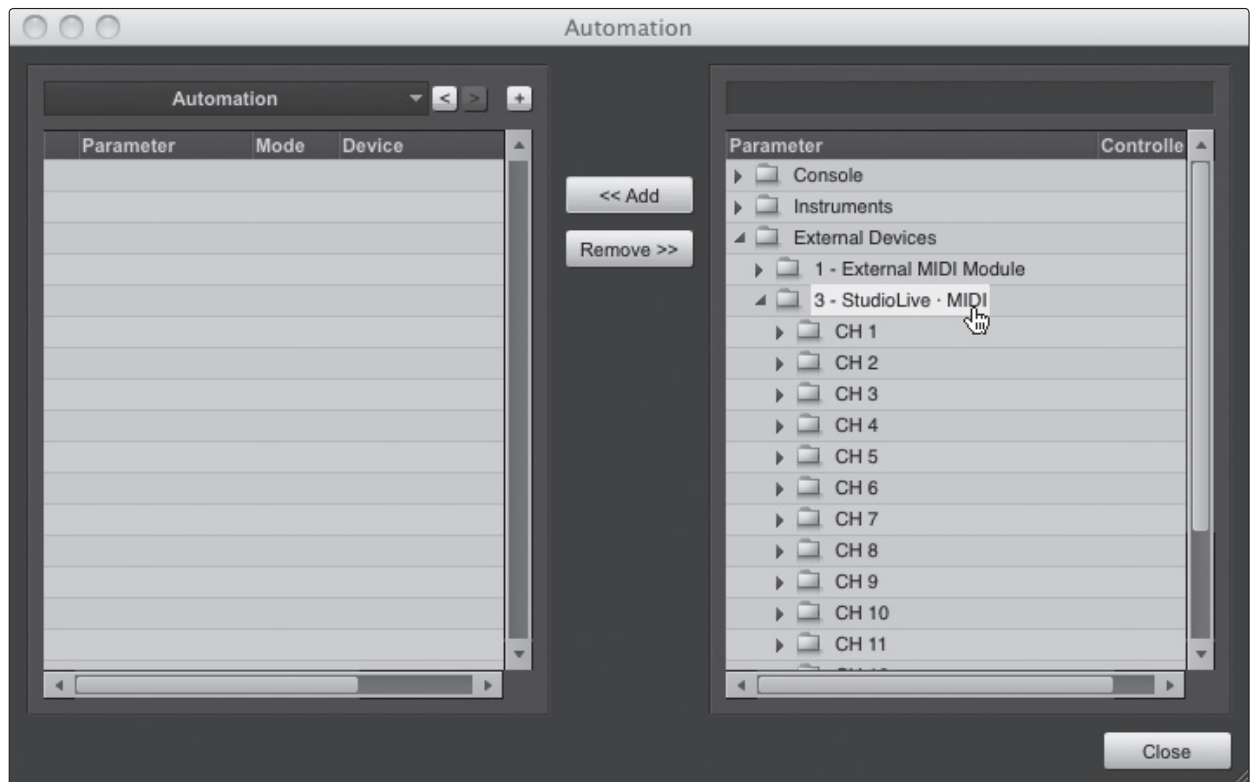 Automation
Automation < > +
Parameter Mode Device
<< Add
Remove >>
Parameter Controlle
Console
Instruments
External Devices
1 - External MIDI Module
3 - StudioLive · MIDI
CH 1
CH 2
CH 3
CH 4
CH 5
CH 6
CH 7
CH 8
CH 9
CH 10
CH 11
Close